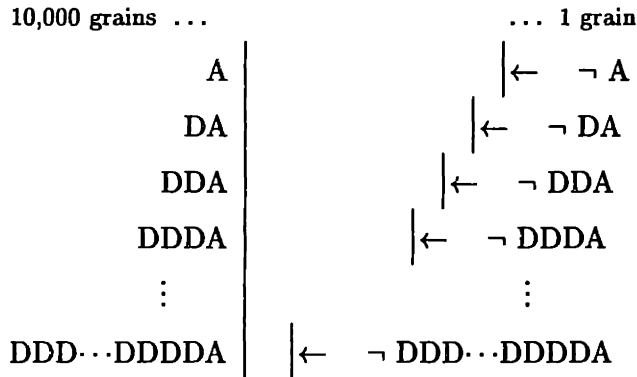 10,000 grains ... ... 1 grain
A |← ¬ A
DA |← ¬ DA
DDA |← ¬ DDA
DDDA |← ¬ DDDA
⋮ ⋮
DDD···DDDDA |← ¬ DDD···DDDDA